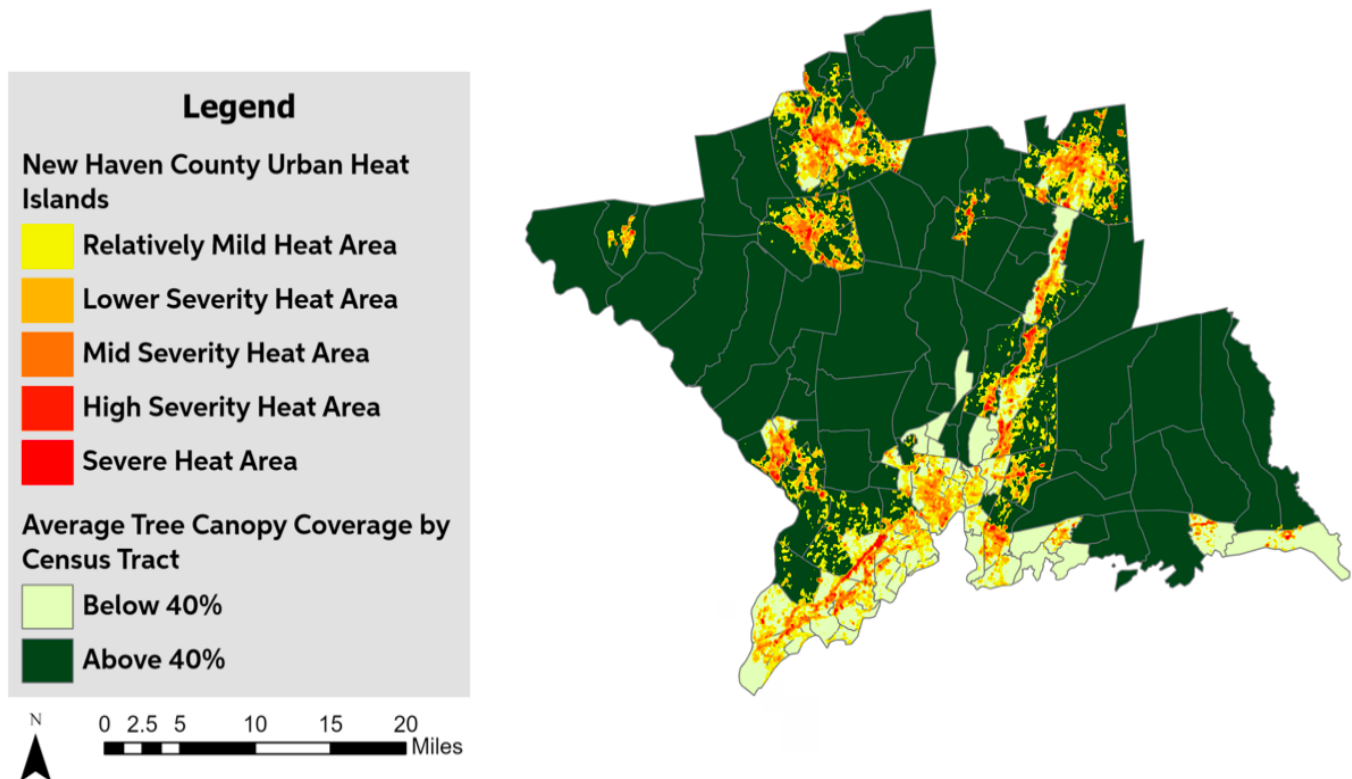 Legend
New Haven County Urban Heat
Islands
Relatively Mild Heat Area
Lower Severity Heat Area
Mid Severity Heat Area
High Severity Heat Area
Severe Heat Area
Average Tree Canopy Coverage by
Census Tract
Below 40%
Above 40%
N
0 2.5 5 10 15 20
Miles